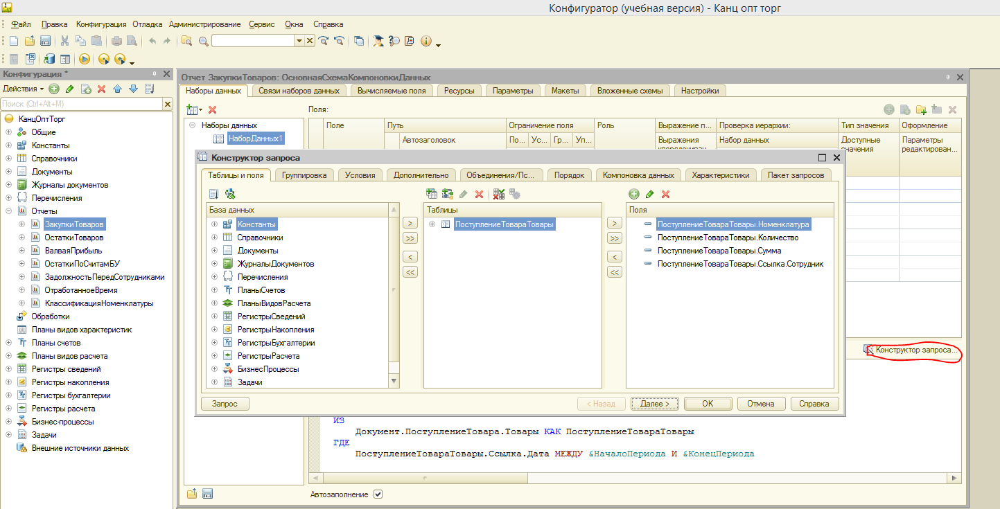 Конфигуратор (учебная версия) - Канц опт торг
Файл Правка Конфигурация Отладка Администрирование Сервис Окна Справка
Конфигурация *
Действия
Поиск (Ctrl+Alt+M)
КанцОптТорг
Общие
Константы
Справочники
Документы
Журналы документов
Перечисления
Отчеты
ЗакупкиТоваров
ОстаткиТоваров
ВалваяПрибыль
ОстаткиПоСчитамБУ
ЗадолжностьПередСотрудниками
ОтработанноеВремя
КлассификацияНоменклатуры
Обработки
Планы видов характеристик
Планы счетов
Планы видов расчета
Регистры сведений
Регистры накопления
Регистры бухгалтерии
Регистры расчета
Бизнес-процессы
Задачи
Внешние источники данных
Отчет ЗакупкиТоваров: ОсновнаяСхемаКомпоновкиДанных
Наборы данных Связи наборов данных Вычисляемые поля Ресурсы Параметры Макеты Вложенные схемы Настройки
Поля:
Наборы данных
НаборДанных1
Поле Путь Ограничение поля Роль Выражение п... Проверка иерархии: Тип значения Оформление
Автозаголовок По... Ус... Гр... Уп... Выражения Набор данных Доступные значения Параметры редактирован...
Конструктор запроса
Таблицы и поля Группировка Условия Дополнительно Объединения/Пс... Порядок Компоновка данных Характеристики Пакет запросов
База данных
Константы
Справочники
Документы
ЖурналыДокументов
Перечисления
ПланыСчетов
ПланыВидовРасчета
РегистрыСведений
РегистрыНакопления
РегистрыБухгалтерии
РегистрыРасчета
БизнесПроцессы
Задачи
Таблицы
ПоступлениеТовараТовары
> >> < <<
Поля
ПоступлениеТовараТовары.Номенклатура
ПоступлениеТовараТовары.Количество
ПоступлениеТовараТовары.Сумма
ПоступлениеТовараТовары.Ссылка.Сотрудник
> >> < <<
Запрос < Назад Далее > OK Отмена Справка
Конструктор запроса...
ИЗ
Документ.ПоступлениеТовара.Товары КАК ПоступлениеТовараТовары
ГДЕ
ПоступлениеТовараТовары.Ссылка.Дата МЕЖДУ &НачалоПериода И &КонецПериода
Автозаполнение